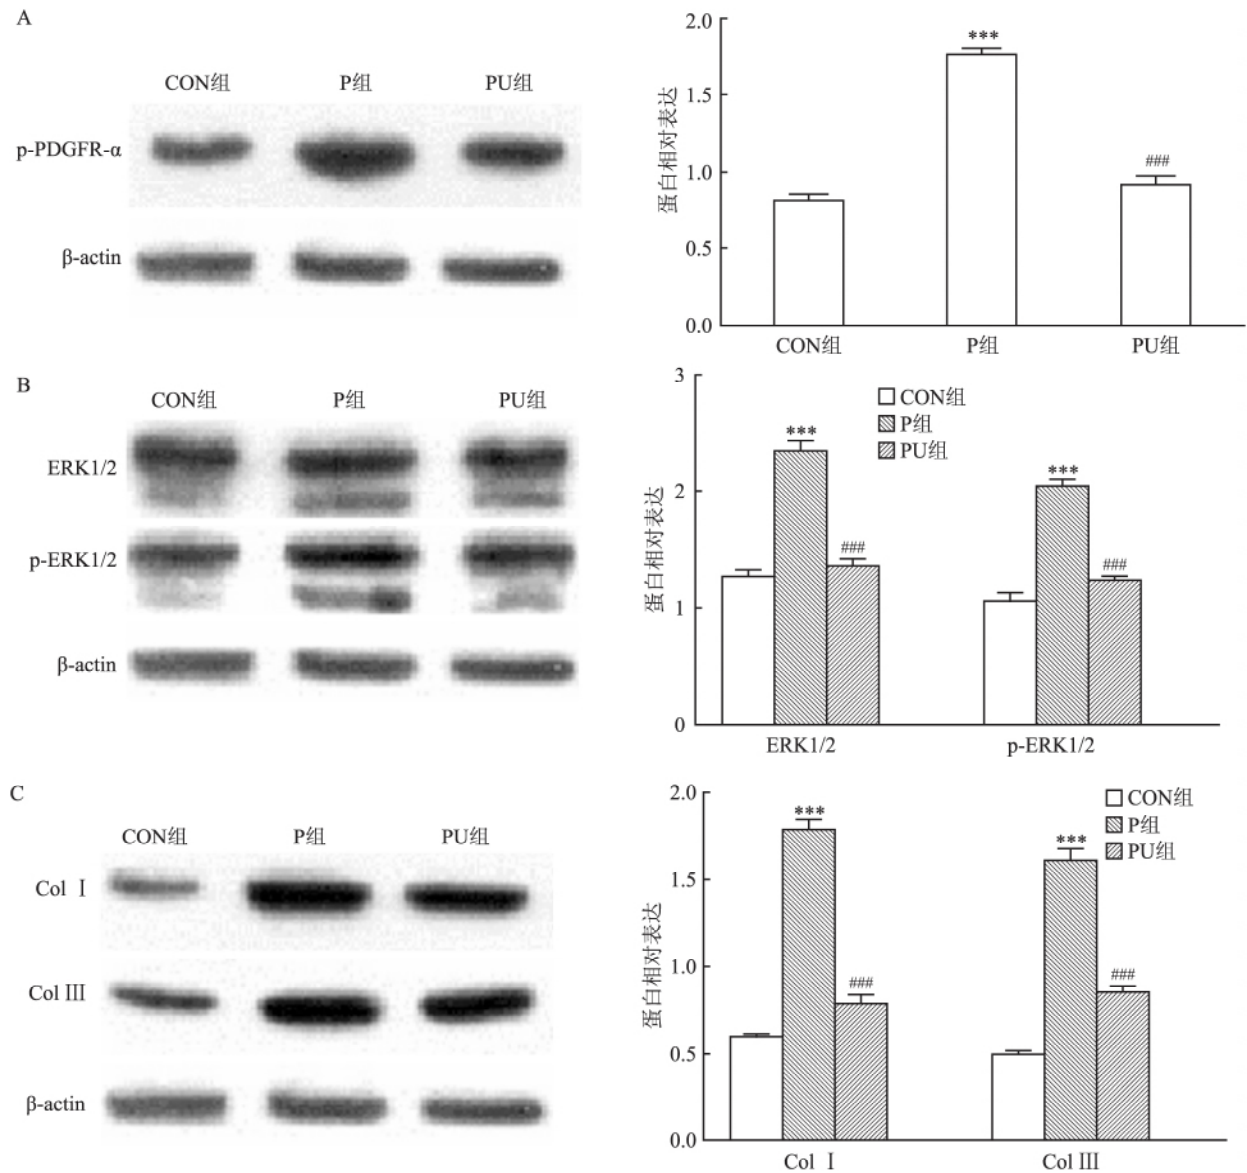 A
CON组 P组 PU组
p-PDGFR-α
β-actin
蛋白相对表达
2.0
1.5
1.0
0.5
0.0
***
###
CON组 P组 PU组
B
CON组 P组 PU组
ERK1/2
p-ERK1/2
β-actin
蛋白相对表达
3
2
1
0
CON组
P组
PU组
***
###
***
###
ERK1/2 p-ERK1/2
C
CON组 P组 PU组
Col Ⅰ
Col Ⅲ
β-actin
蛋白相对表达
2.0
1.5
1.0
0.5
0.0
CON组
P组
PU组
***
###
***
###
Col Ⅰ Col Ⅲ